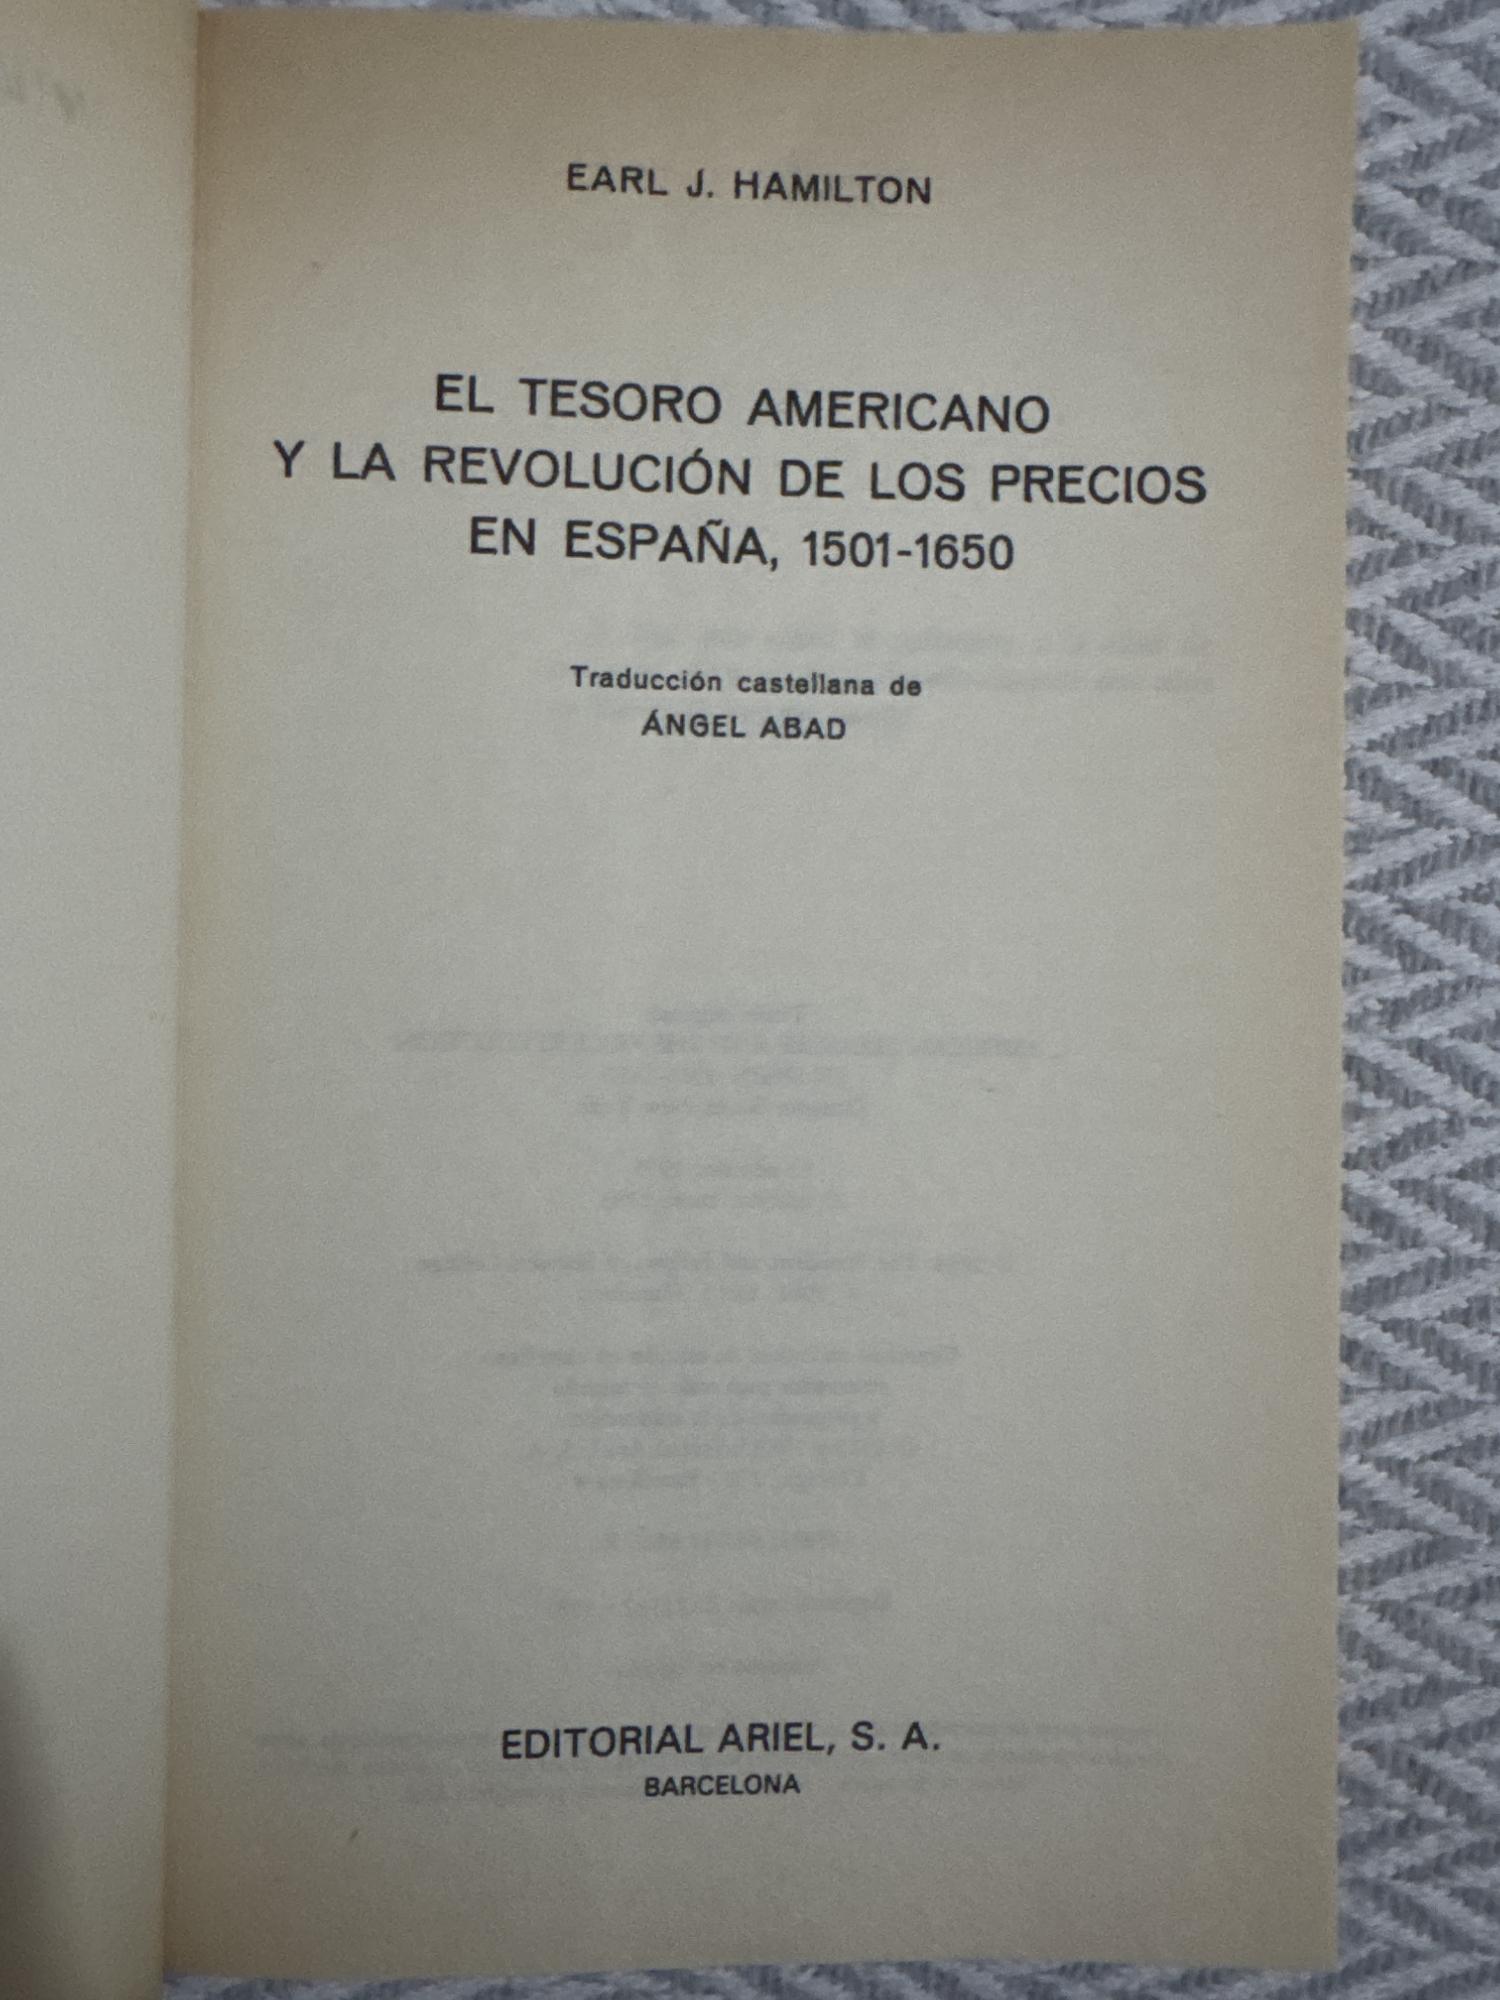 EARL J. HAMILTON
EL TESORO AMERICANO
Y LA REVOLUCIÓN DE LOS PRECIOS
EN ESPAÑA, 1501-1650
Traducción castellana de
ÁNGEL ABAD
EDITORIAL ARIEL, S. A.
BARCELONA